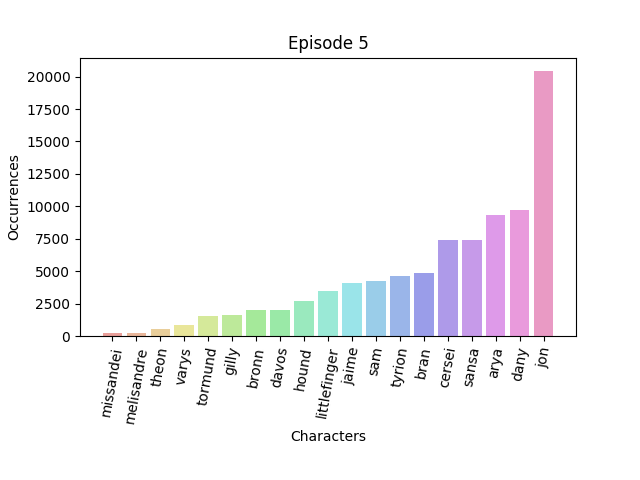 Episode 5
Occurrences
20000
17500
15000
12500
10000
7500
5000
2500
0
missandei
melisandre
theon
varys
tormund
gilly
bronn
davos
hound
littlefinger
jaime
sam
tyrion
bran
cersei
sansa
arya
dany
jon
Characters